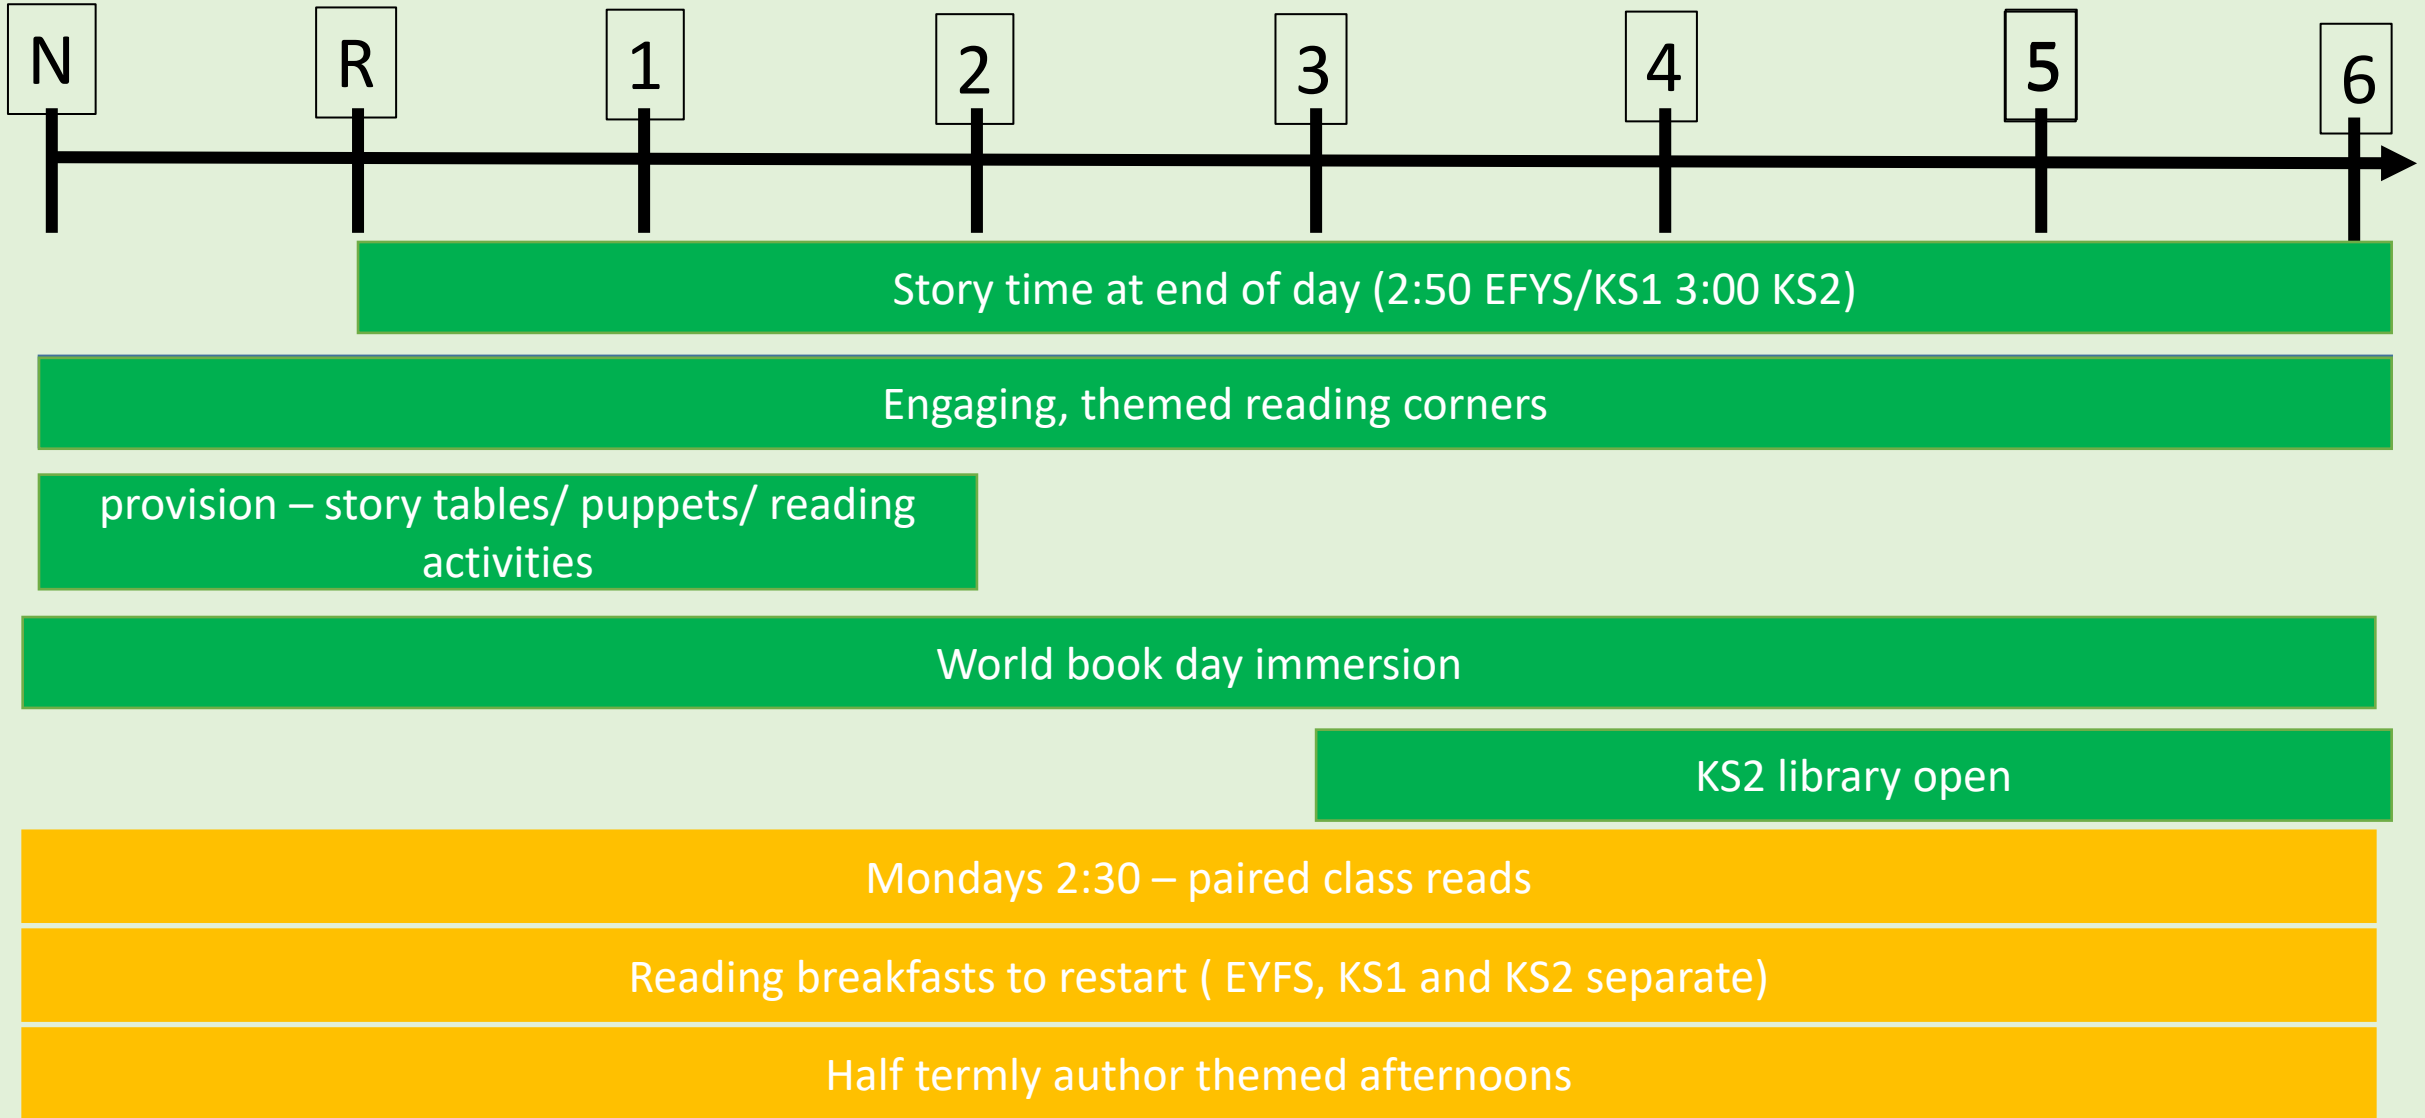 N
R
1
2
3
4
5
6
Story time at end of day (2:50 EFYS/KS1 3:00 KS2)
Engaging, themed reading corners
provision – story tables/ puppets/ reading
activities
World book day immersion
KS2 library open
Mondays 2:30 – paired class reads
Reading breakfasts to restart ( EYFS, KS1 and KS2 separate)
Half termly author themed afternoons